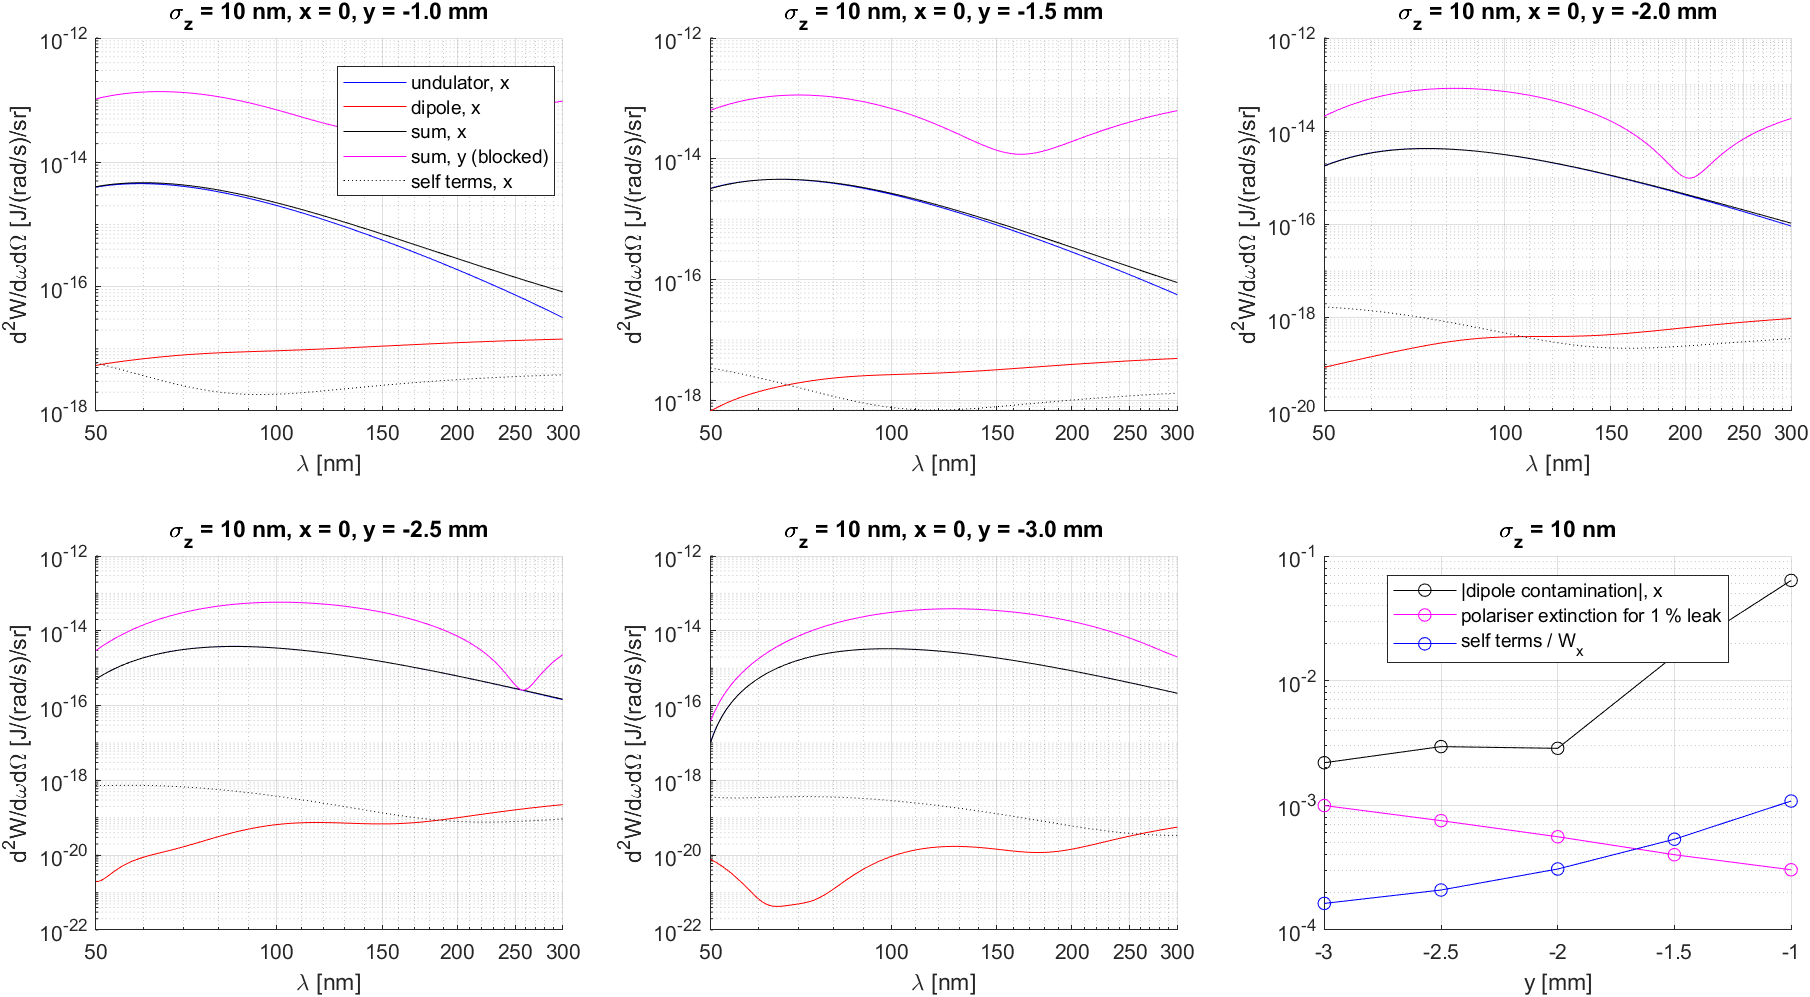 σz = 10 nm, x = 0, y = -1.0 mm
10-12
10-14
10-16
10-18
d2W/dωdΩ [J/(rad/s)/sr]
undulator, x
dipole, x
sum, x
sum, y (blocked)
self terms, x
50 100 150 200 250 300
λ [nm]
σz = 10 nm, x = 0, y = -1.5 mm
10-12
10-14
10-16
10-18
d2W/dωdΩ [J/(rad/s)/sr]
50 100 150 200 250 300
λ [nm]
σz = 10 nm, x = 0, y = -2.0 mm
10-12
10-14
10-16
10-18
10-20
d2W/dωdΩ [J/(rad/s)/sr]
50 100 150 200 250 300
λ [nm]
σz = 10 nm, x = 0, y = -2.5 mm
10-12
10-14
10-16
10-18
10-20
10-22
d2W/dωdΩ [J/(rad/s)/sr]
50 100 150 200 250 300
λ [nm]
σz = 10 nm, x = 0, y = -3.0 mm
10-12
10-14
10-16
10-18
10-20
10-22
d2W/dωdΩ [J/(rad/s)/sr]
50 100 150 200 250 300
λ [nm]
σz = 10 nm
10-1
10-2
10-3
10-4
|dipole contamination|, x
polariser extinction for 1 % leak
self terms / Wx
-3 -2.5 -2 -1.5 -1
y [mm]